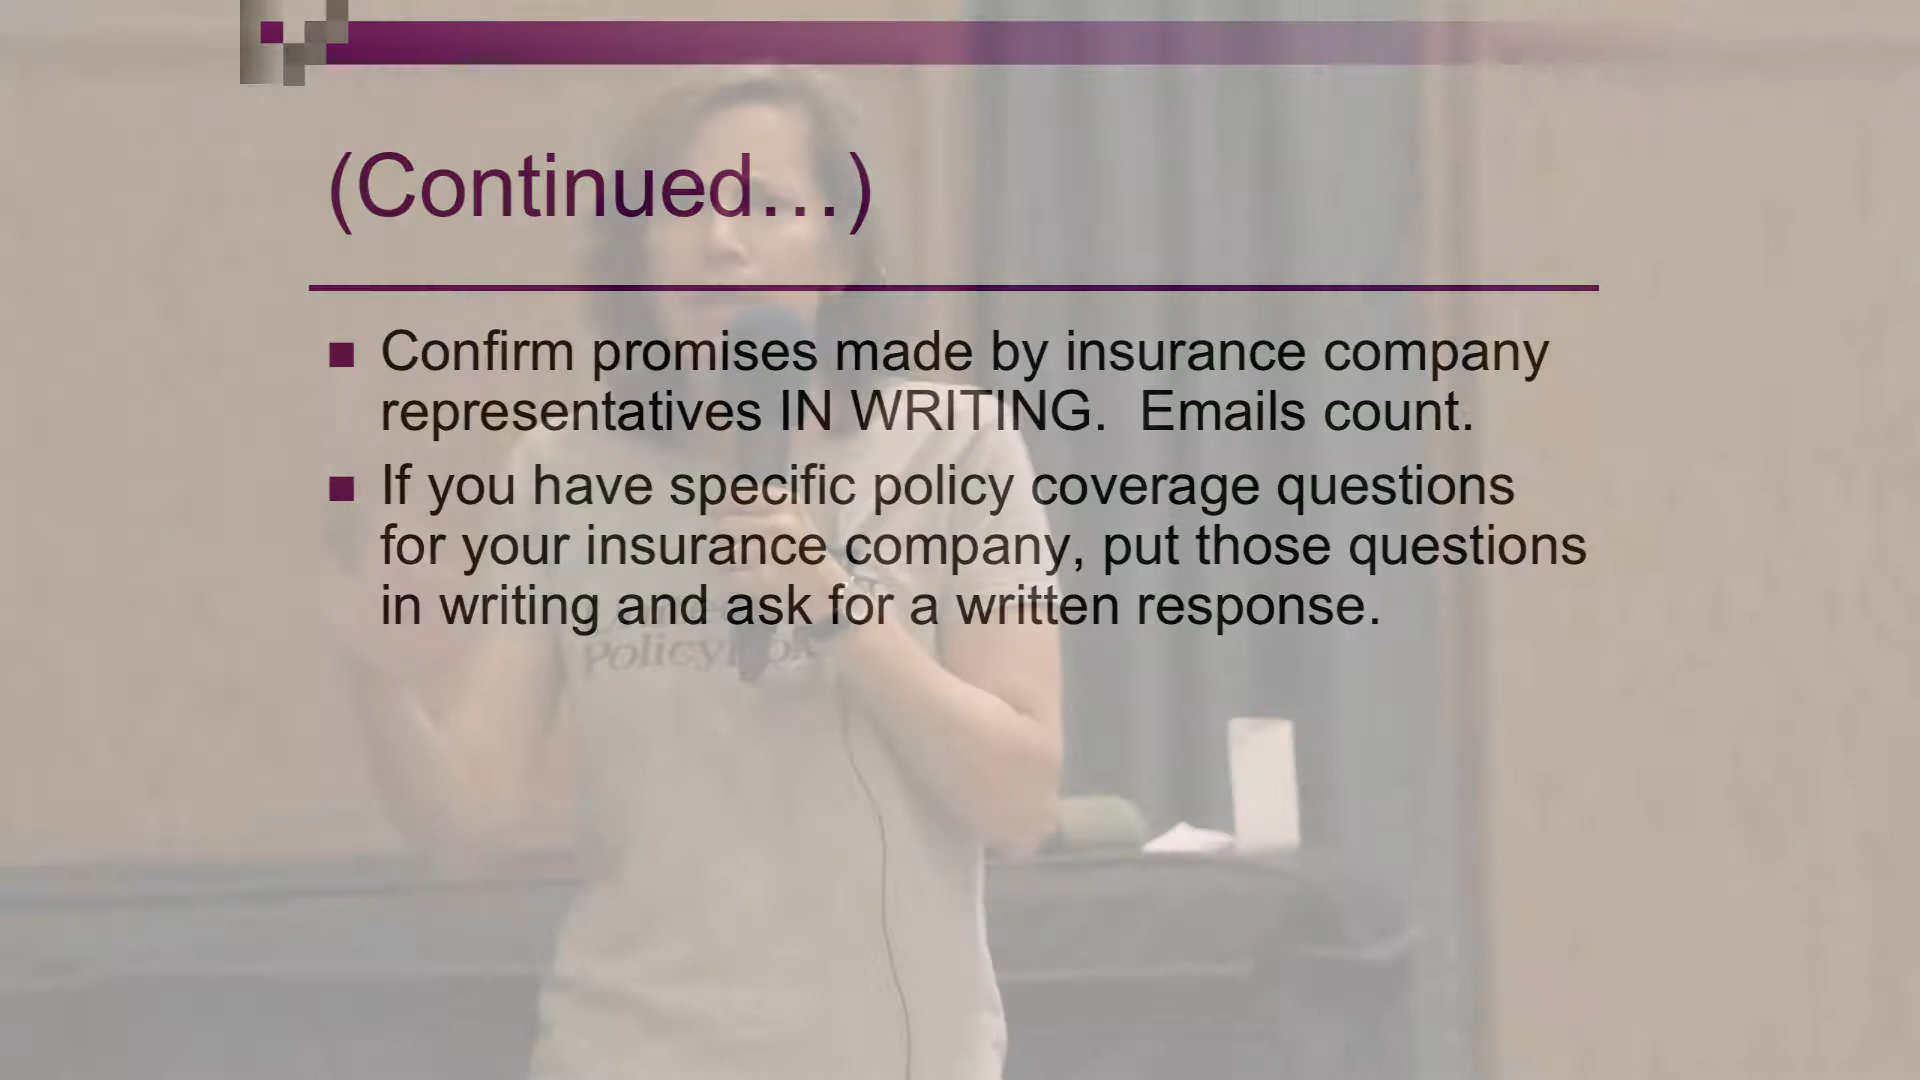 (Continued…)
Confirm promises made by insurance company
representatives IN WRITING.  Emails count.
If you have specific policy coverage questions
for your insurance company, put those questions
in writing and ask for a written response.